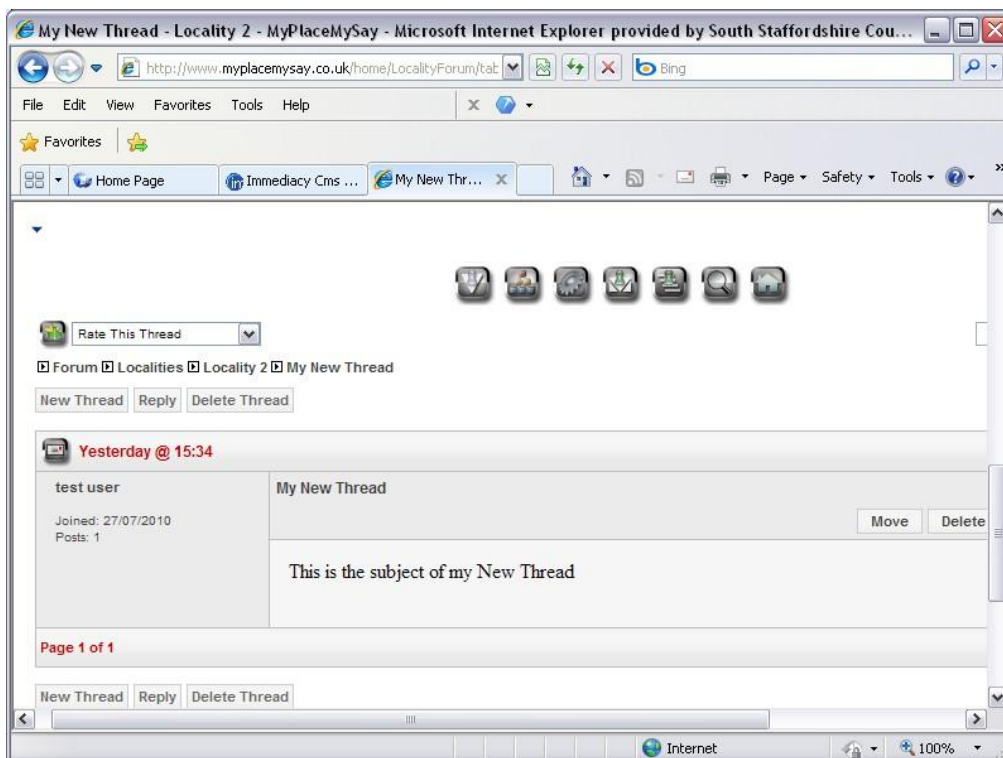 My New Thread - Locality 2 - MyPlaceMySay - Microsoft Internet Explorer provided by South Staffordshire Cou...
http://www.myplacemysay.co.uk/home/LocalityForum/tab
Bing
File Edit View Favorites Tools Help
Favorites
Home Page
Immediacy Cms ...
My New Thr...
Page
Safety
Tools
Rate This Thread
Forum Localities Locality 2 My New Thread
New Thread Reply Delete Thread
Yesterday @ 15:34
test user
My New Thread
Joined: 27/07/2010
Posts: 1
Move Delete
This is the subject of my New Thread
Page 1 of 1
New Thread Reply Delete Thread
Internet
100%